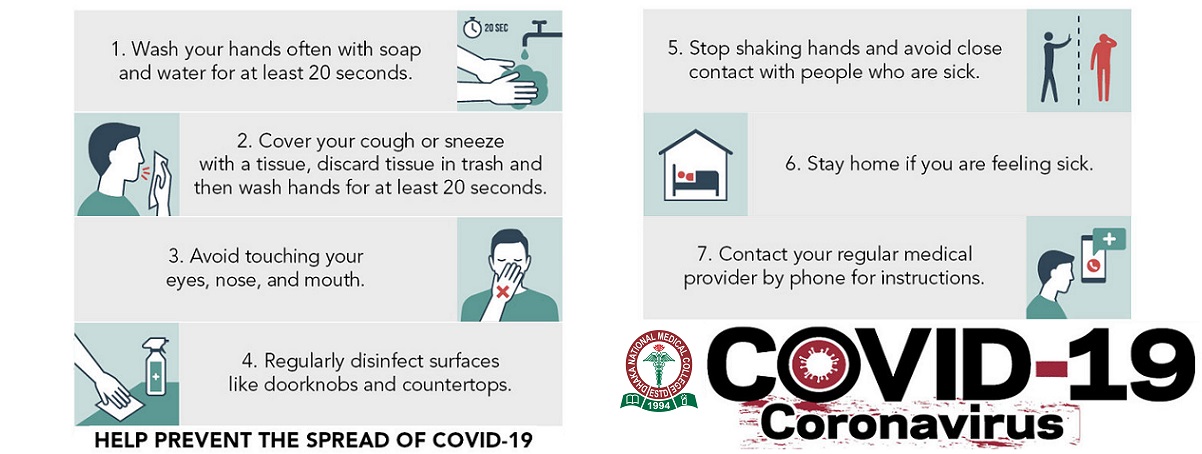 1. Wash your hands often with soap
and water for at least 20 seconds.
20 SEC
2. Cover your cough or sneeze
with a tissue, discard tissue in trash and
then wash hands for at least 20 seconds.
3. Avoid touching your
eyes, nose, and mouth.
4. Regularly disinfect surfaces
like doorknobs and countertops.
HELP PREVENT THE SPREAD OF COVID-19
5. Stop shaking hands and avoid close
contact with people who are sick.
6. Stay home if you are feeling sick.
7. Contact your regular medical
provider by phone for instructions.
DHAKA NATIONAL MEDICAL COLLEGE
ESTD
1994
COVID-19
Coronavirus